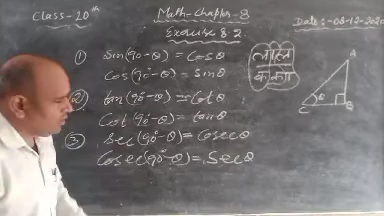 Class-10th
Math-Chapter-8
Date:-08-12-2020
Exercise 8.2
① sin(90°-θ) = cosθ
cos(90°-θ) = sinθ
② tan(90°-θ) = cotθ
cot(90°-θ) = tanθ
③ sec(90°-θ) = cosecθ
cosec(90°-θ) = secθ
A
C
θ
B